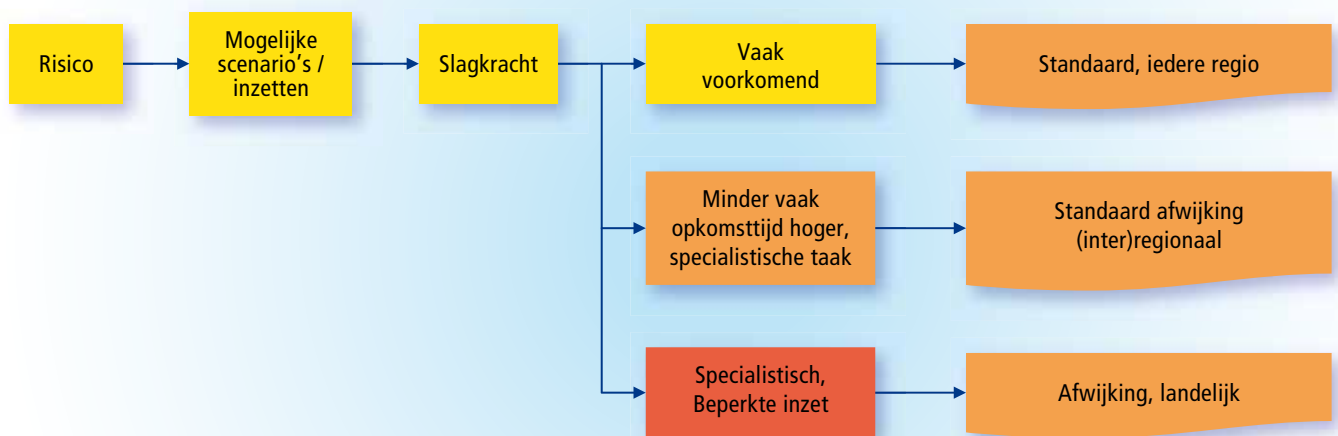 Risico
Mogelijke
scenario's /
inzetten
Slagkracht
Vaak
voorkomend
Standaard, iedere regio
Minder vaak
opkomsttijd hoger,
specialistische taak
Standaard afwijking
(inter)regionaal
Specialistisch,
Beperkte inzet
Afwijking, landelijk